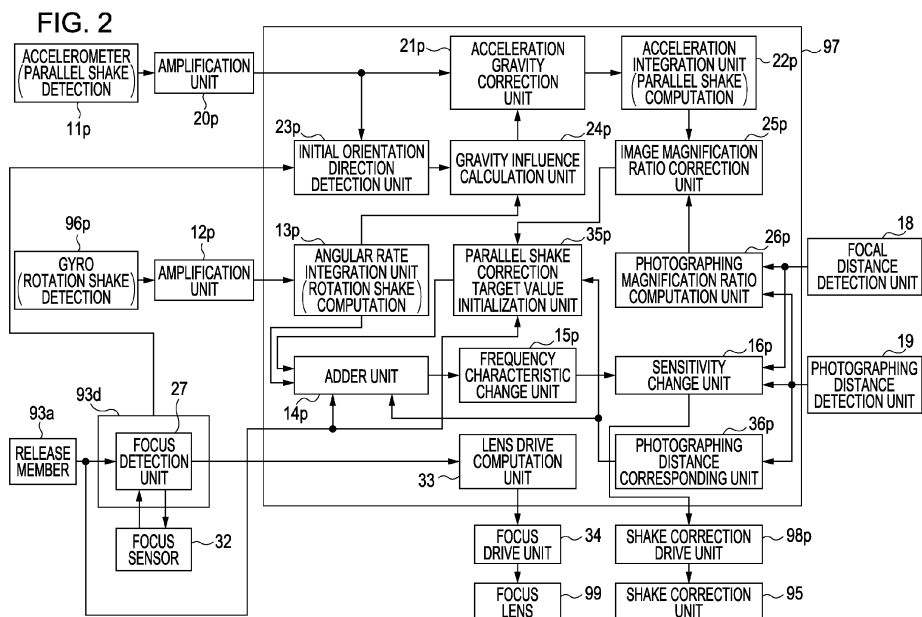 FIG. 2
ACCELEROMETER
(PARALLEL SHAKE
DETECTION)
11p
AMPLIFICATION
UNIT
20p
21p
ACCELERATION
GRAVITY
CORRECTION
UNIT
ACCELERATION
INTEGRATION UNIT
(PARALLEL SHAKE
COMPUTATION)
22p
97
23p
INITIAL ORIENTATION
DIRECTION
DETECTION UNIT
24p
GRAVITY INFLUENCE
CALCULATION UNIT
25p
IMAGE MAGNIFICATION
RATIO CORRECTION
UNIT
96p
GYRO
(ROTATION SHAKE
DETECTION)
12p
AMPLIFICATION
UNIT
13p
ANGULAR RATE
INTEGRATION UNIT
(ROTATION SHAKE
COMPUTATION)
35p
PARALLEL SHAKE
CORRECTION
TARGET VALUE
INITIALIZATION UNIT
26p
PHOTOGRAPHING
MAGNIFICATION RATIO
COMPUTATION UNIT
18
FOCAL
DISTANCE
DETECTION UNIT
ADDER UNIT
14p
15p
FREQUENCY
CHARACTERISTIC
CHANGE UNIT
16p
SENSITIVITY
CHANGE UNIT
19
PHOTOGRAPHING
DISTANCE
DETECTION UNIT
93a
RELEASE
MEMBER
93d
27
FOCUS
DETECTION
UNIT
FOCUS
SENSOR
32
LENS DRIVE
COMPUTATION
UNIT
33
36p
PHOTOGRAPHING
DISTANCE
CORRESPONDING UNIT
FOCUS
DRIVE UNIT
34
SHAKE CORRECTION
DRIVE UNIT
98p
FOCUS
LENS
99
SHAKE CORRECTION
UNIT
95